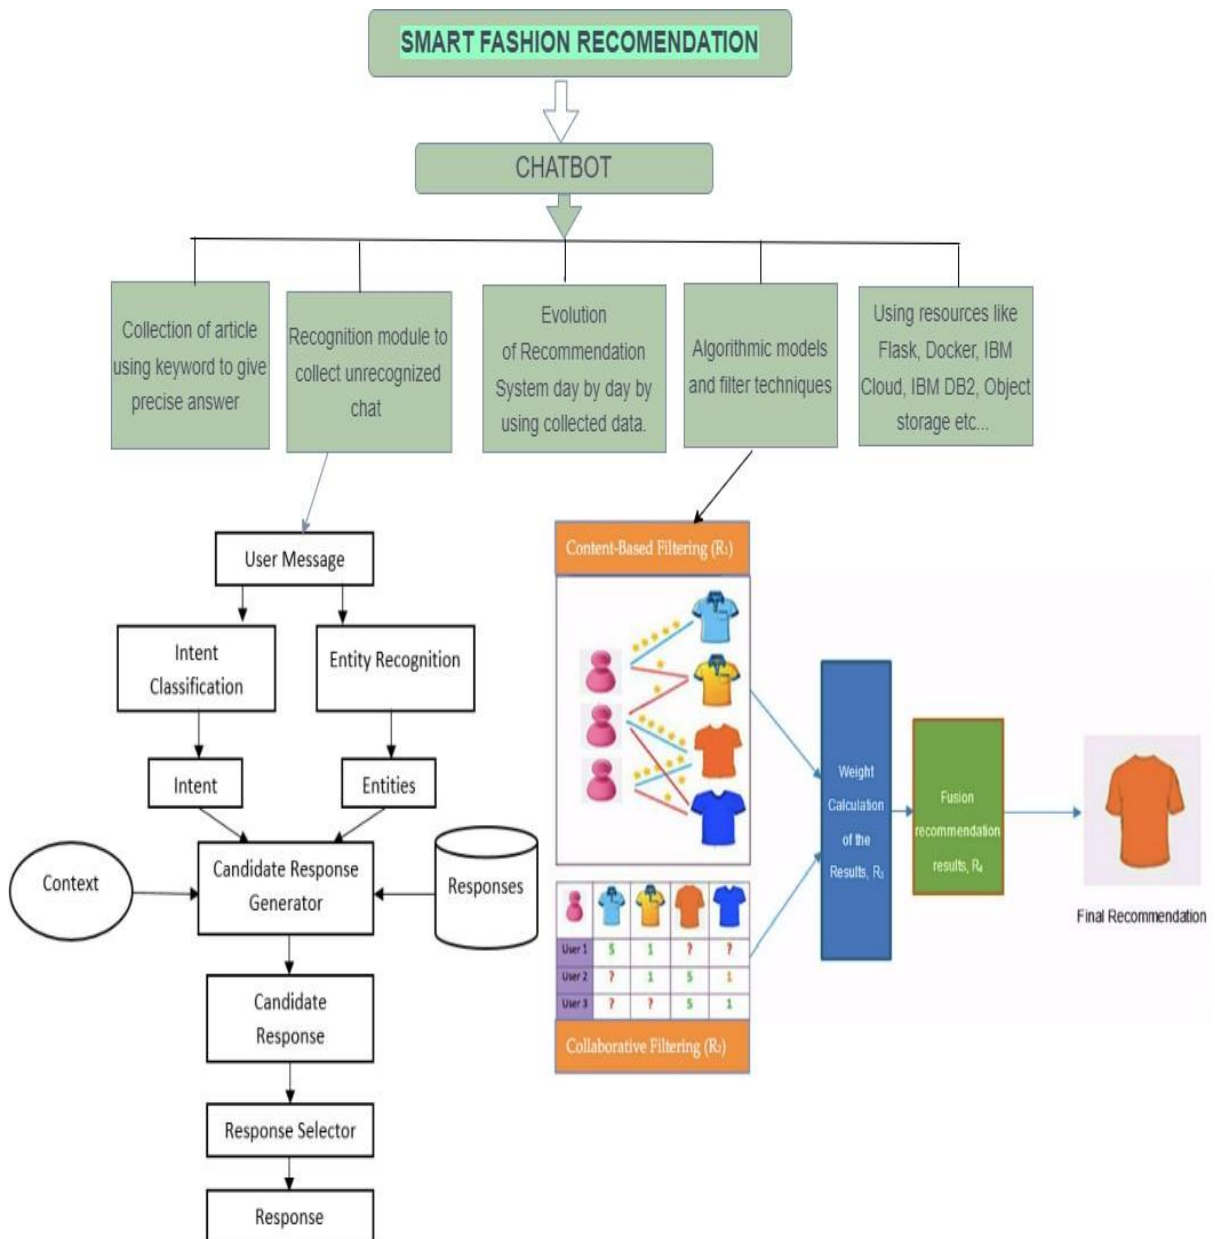 SMART FASHION RECOMENDATION
CHATBOT
Collection of article
using keyword to give
precise answer
Recognition module to
collect unrecognized
chat
Evolution
of Recommendation
System day by day by
using collected data.
Algorithmic models
and filter techniques
Using resources like
Flask, Docker, IBM
Cloud, IBM DB2, Object
storage etc...
User Message
Intent
Classification
Entity Recognition
Intent
Entities
Context
Candidate Response
Generator
Responses
Candidate
Response
Response Selector
Response
Content-Based Filtering (R₁)
User 1 5 1 ? ?
User 2 ? 1 5 1
User 3 ? ? 5 1
Collaborative Filtering (R₂)
Weight
Calculation
of the
Results, R₃
Fusion
recommendation
results, R₄
Final Recommendation